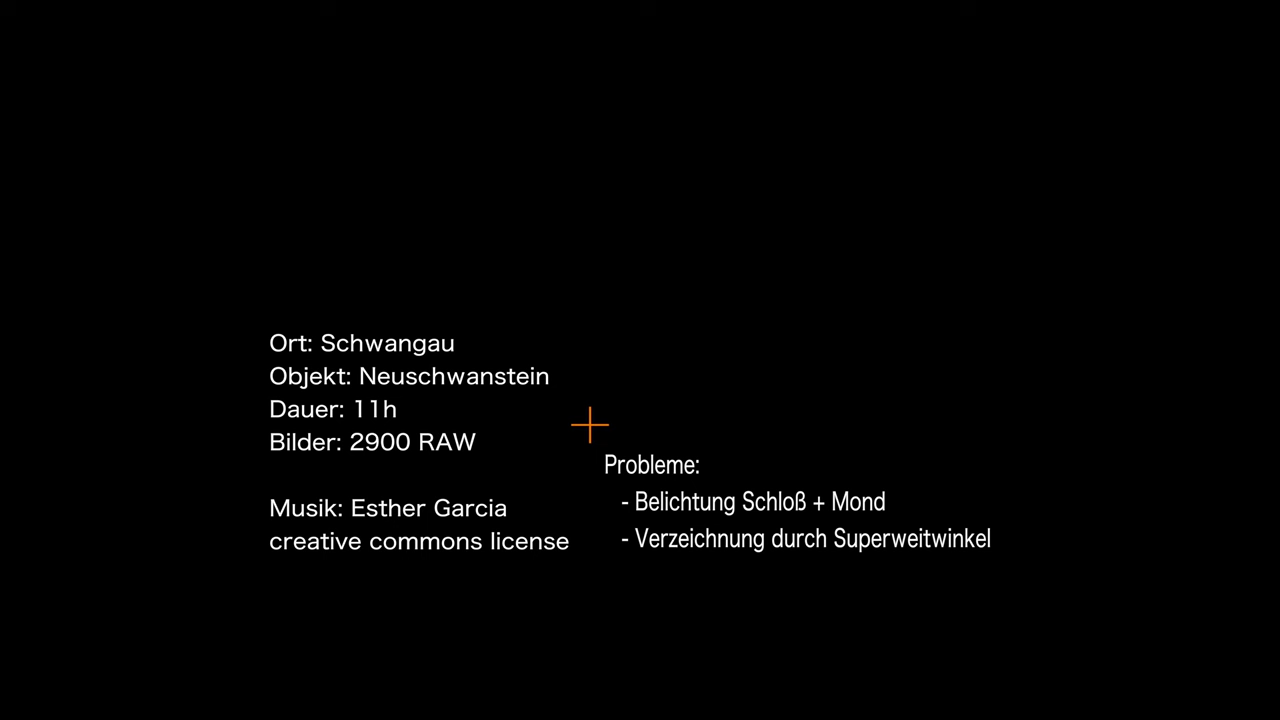 Ort: Schwangau
Objekt: Neuschwanstein
Dauer: 11h
Bilder: 2900 RAW
Musik: Esther Garcia
creative commons license
Probleme:
- Belichtung Schloß + Mond
- Verzeichnung durch Superweitwinkel